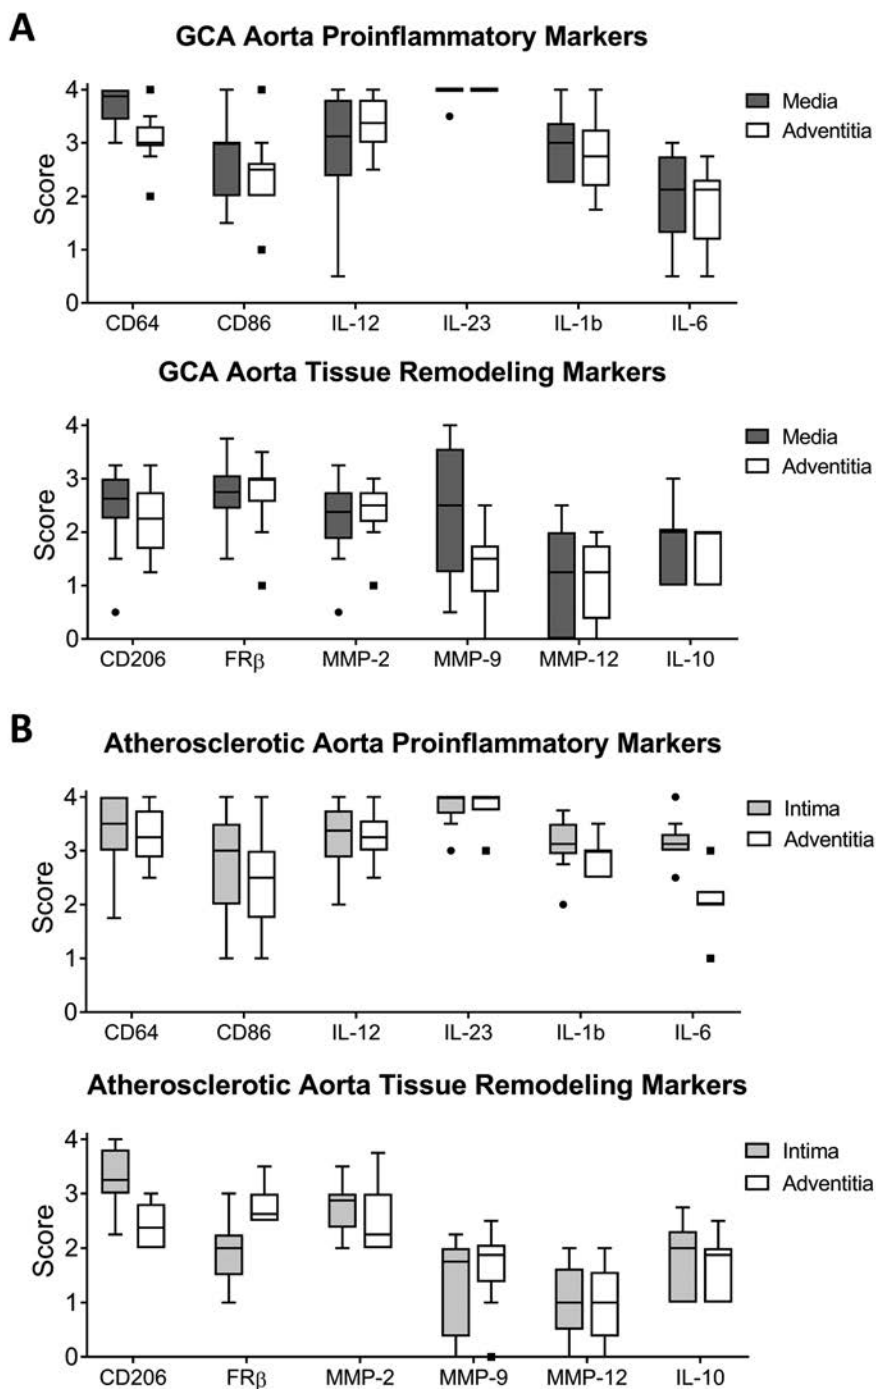 A
GCA Aorta Proinflammatory Markers
4
3
2
1
0
Score
CD64 CD86 IL-12 IL-23 IL-1b IL-6
Media
Adventitia
GCA Aorta Tissue Remodeling Markers
4
3
2
1
0
Score
CD206 FRβ MMP-2 MMP-9 MMP-12 IL-10
Media
Adventitia
B
Atherosclerotic Aorta Proinflammatory Markers
4
3
2
1
0
Score
CD64 CD86 IL-12 IL-23 IL-1b IL-6
Intima
Adventitia
Atherosclerotic Aorta Tissue Remodeling Markers
4
3
2
1
0
Score
CD206 FRβ MMP-2 MMP-9 MMP-12 IL-10
Intima
Adventitia